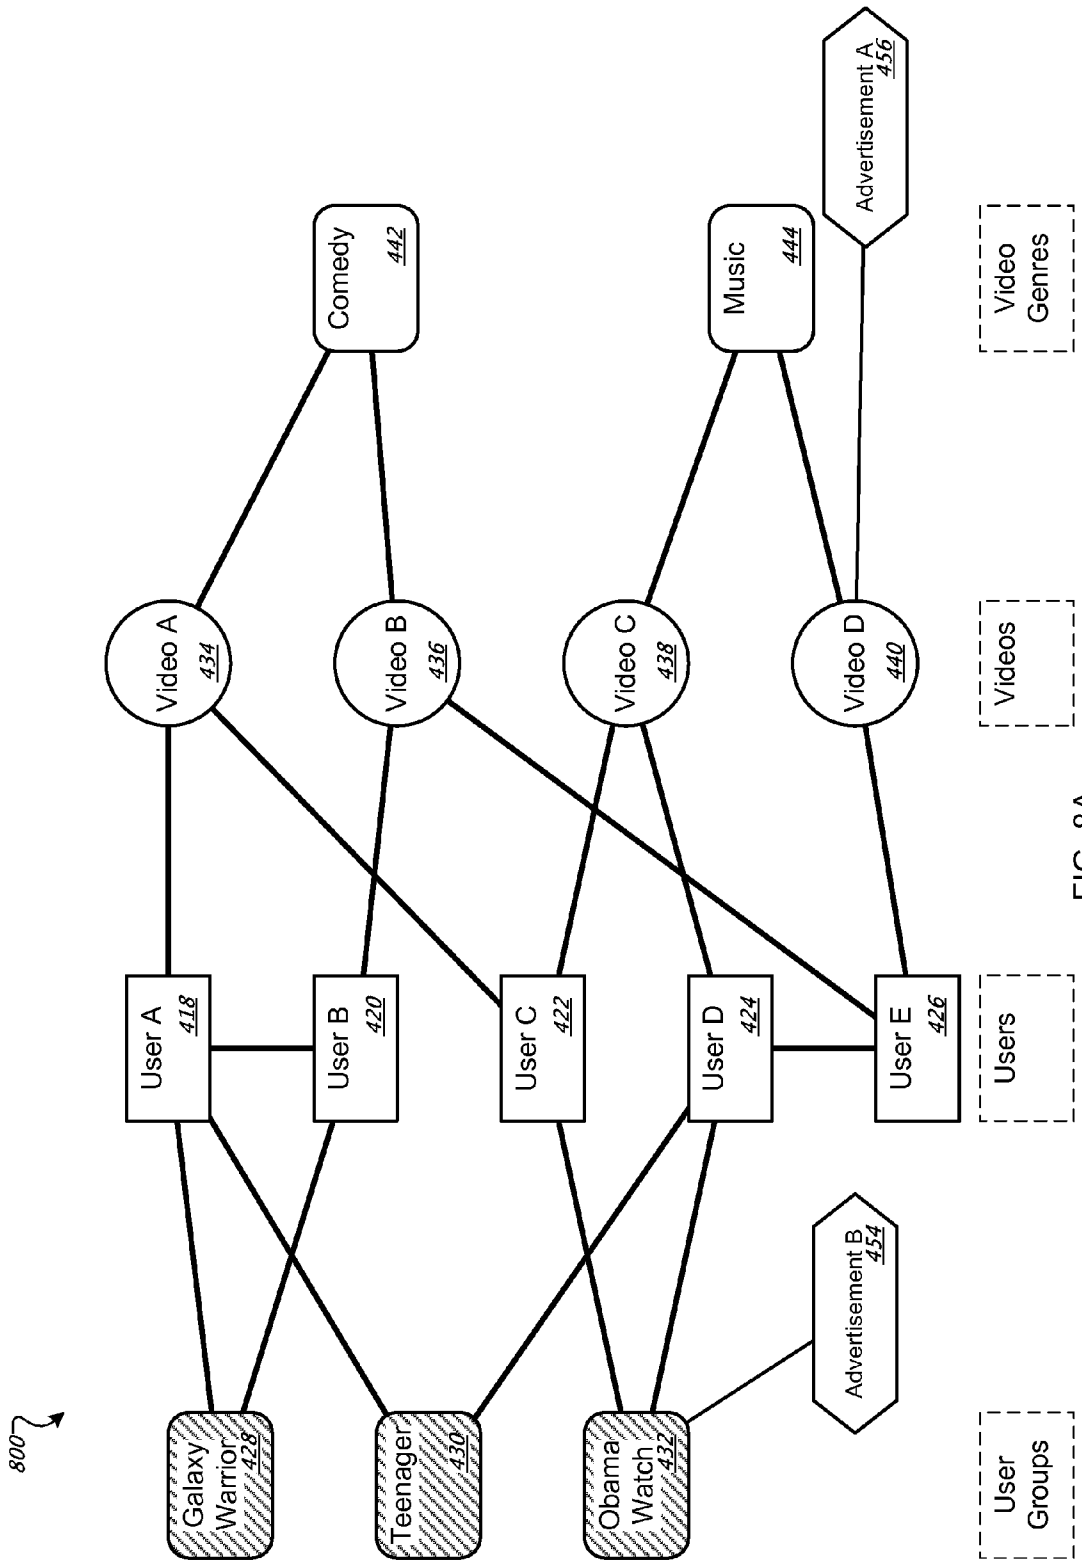 800
Galaxy
Warrior
428
Teenager
430
Obama
Watch
432
Advertisement B
454
User
Groups
User A
418
User B
420
User C
422
User D
424
User E
426
Users
Video A
434
Video B
436
Video C
438
Video D
440
Videos
Comedy
442
Music
444
Advertisement A
456
Video
Genres
FIG. 8A